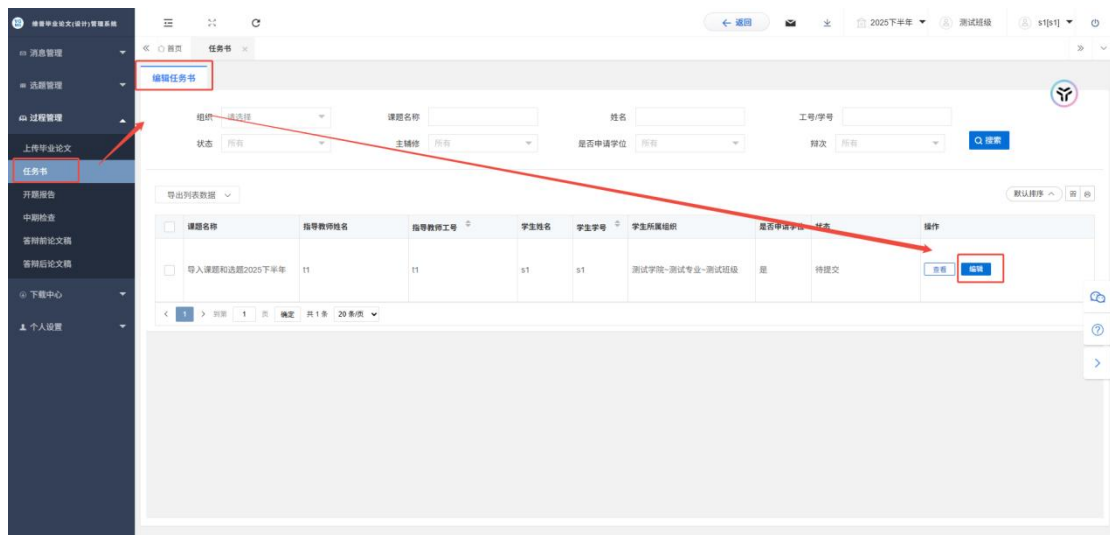 维普毕业论文(设计)管理系统
返回
2025下半年
测试班级
s1[s1]
消息管理
首页
任务书
选题管理
编辑任务书
过程管理
组织
请选择
课题名称
姓名
工号/学号
上传毕业论文
状态
所有
主辅修
所有
是否申请学位
所有
辩次
所有
搜索
任务书
开题报告
导出列表数据
默认排序
中期检查
课题名称
指导教师姓名
指导教师工号
学生姓名
学生学号
学生所属组织
是否申请学位
状态
操作
答辩前论文稿
答辩后论文稿
导入课题和选题2025下半年
t1
t1
s1
s1
测试学院~测试专业~测试班级
是
待提交
查看
编辑
下载中心
1
到第
1
页
确定
共 1 条
20 条/页
个人设置